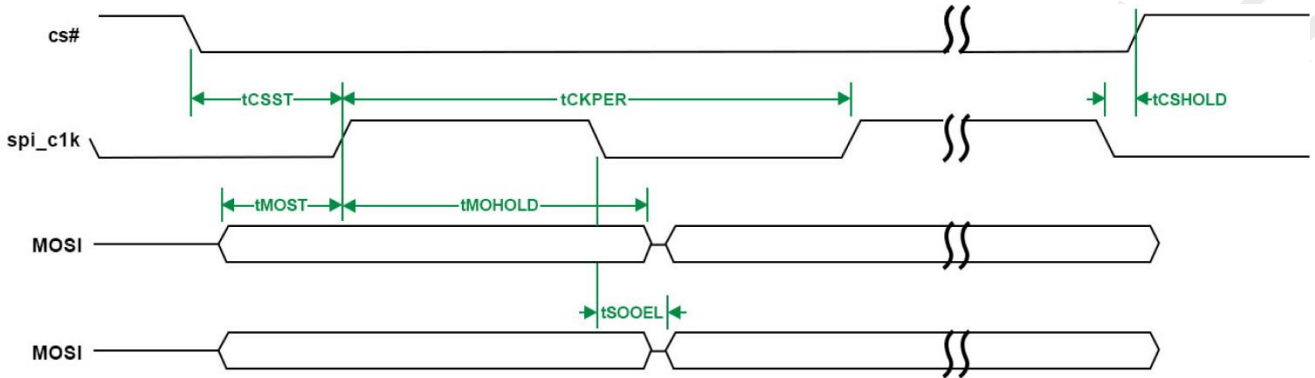 cs#
tCSST tCKPER tCSHOLD
spi_c1k
tMOST tMOHOLD
MOSI
tSOOEL
MOSI